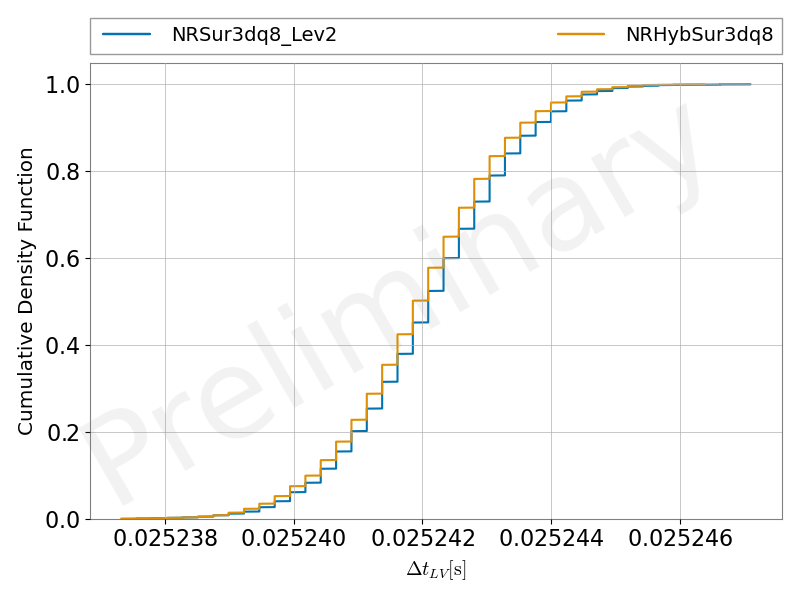 NRSur3dq8_Lev2 NRHybSur3dq8
1.0
0.8
0.6
0.4
0.2
0.0
Cumulative Density Function
Preliminary
0.025238 0.025240 0.025242 0.025244 0.025246
Δt_{LV}[s]